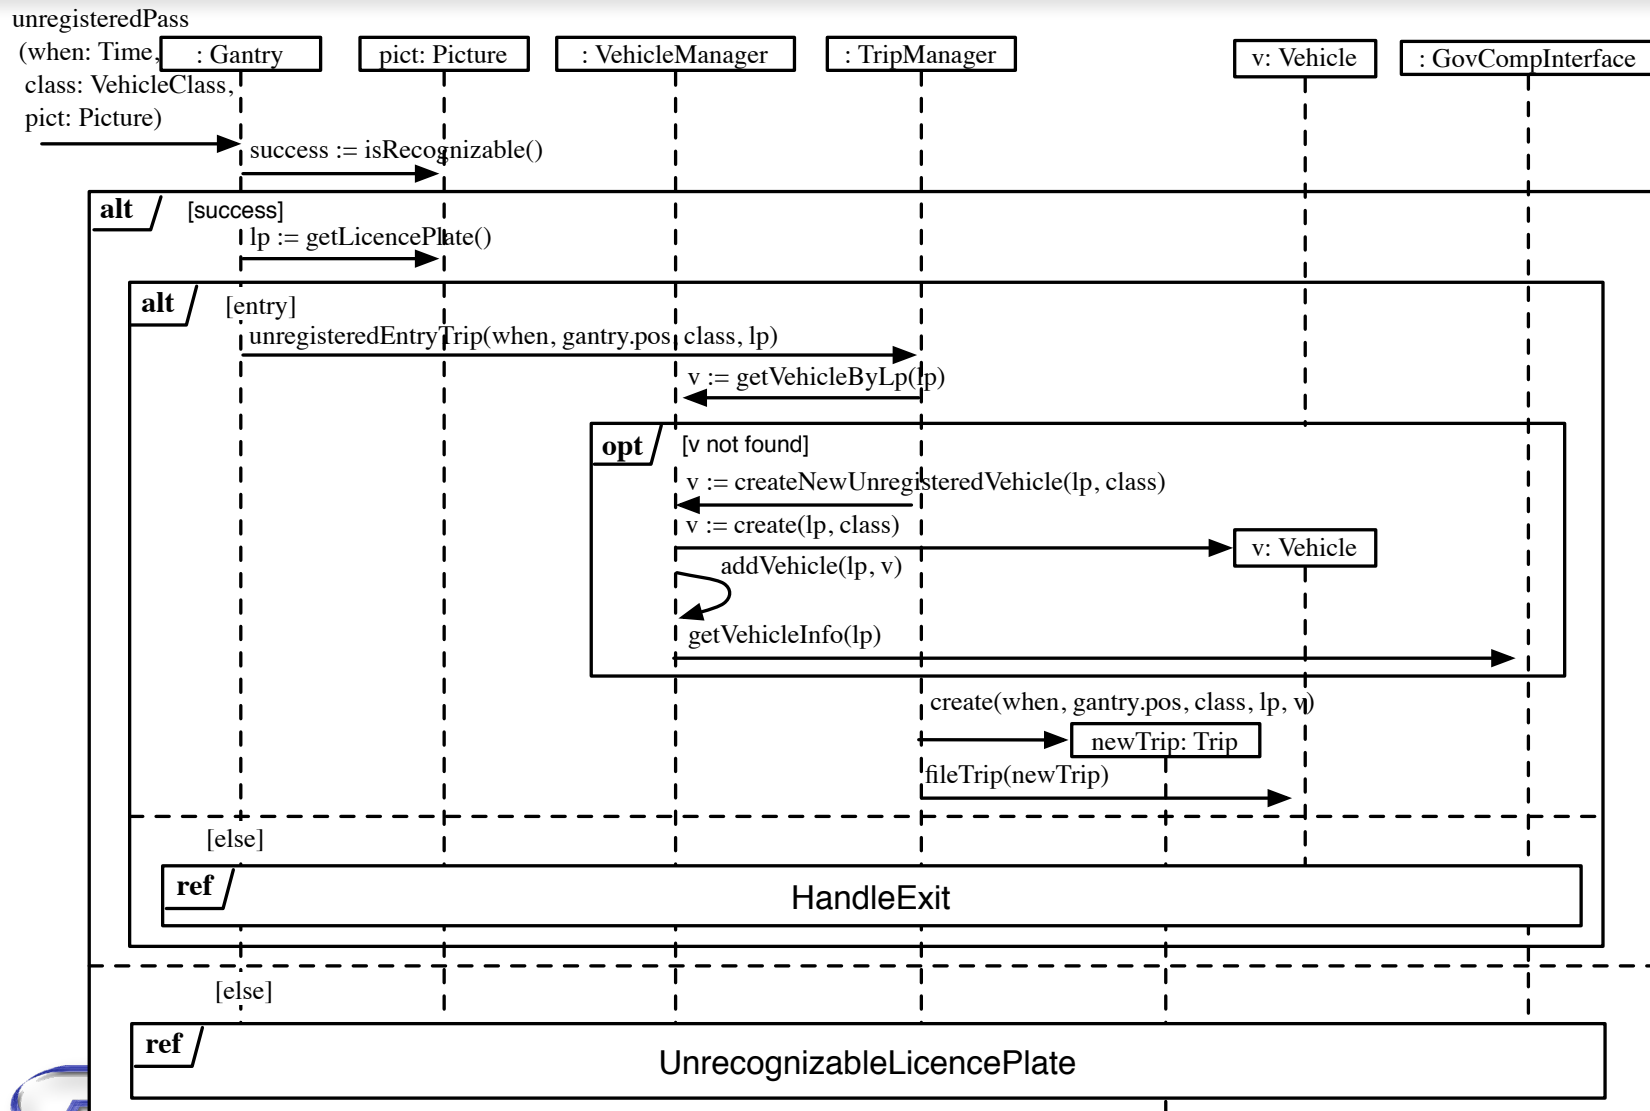 unregisteredPass
(when: Time,
class: VehicleClass,
pict: Picture)
: Gantry
pict: Picture
: VehicleManager
: TripManager
v: Vehicle
: GovCompInterface
success := isRecognizable()
alt [success]
lp := getLicencePlate()
alt [entry]
unregisteredEntryTrip(when, gantry.pos, class, lp)
v := getVehicleByLp(lp)
opt [v not found]
v := createNewUnregisteredVehicle(lp, class)
v := create(lp, class)
v: Vehicle
addVehicle(lp, v)
getVehicleInfo(lp)
create(when, gantry.pos, class, lp, v)
newTrip: Trip
fileTrip(newTrip)
[else]
ref HandleExit
[else]
ref UnrecognizableLicencePlate